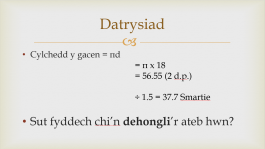 Datrysiad
• Cylchedd y gacen = πd
= π x 18
= 56.55 (2 d.p.)
÷ 1.5 = 37.7 Smartie
• Sut fyddech chi’n dehongli’r ateb hwn?